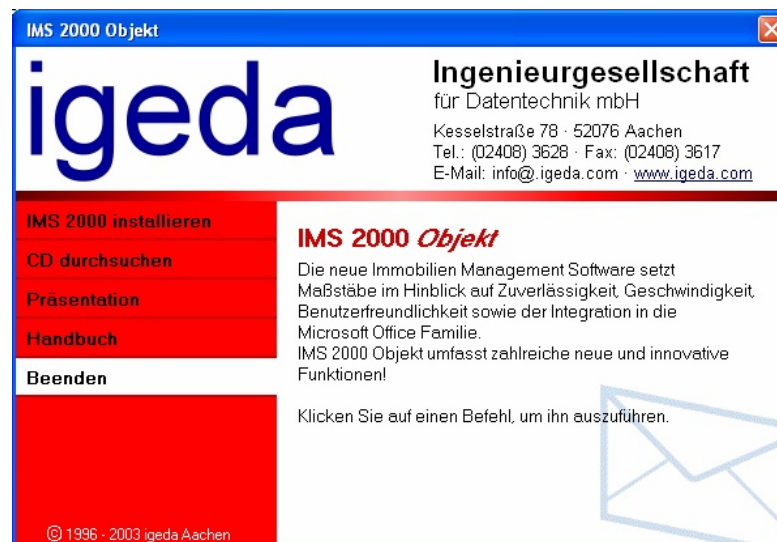 IMS 2000 Objekt
igeda
Ingenieurgesellschaft
für Datentechnik mbH
Kesselstraße 78 · 52076 Aachen
Tel.: (02408) 3628 · Fax: (02408) 3617
E-Mail: info@.igeda.com · www.igeda.com
IMS 2000 installieren
CD durchsuchen
Präsentation
Handbuch
Beenden
IMS 2000 Objekt
Die neue Immobilien Management Software setzt
Maßstäbe im Hinblick auf Zuverlässigkeit, Geschwindigkeit,
Benutzerfreundlichkeit sowie der Integration in die
Microsoft Office Familie.
IMS 2000 Objekt umfasst zahlreiche neue und innovative
Funktionen!
Klicken Sie auf einen Befehl, um ihn auszuführen.
© 1996 - 2003 igeda Aachen